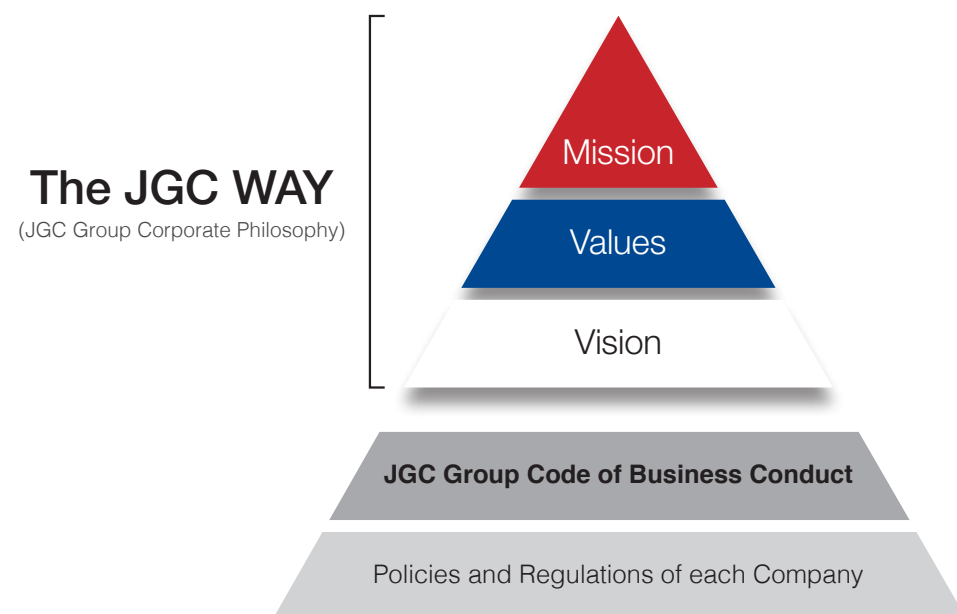 Mission
The JGC WAY
(JGC Group Corporate Philosophy)
Values
Vision
JGC Group Code of Business Conduct
Policies and Regulations of each Company